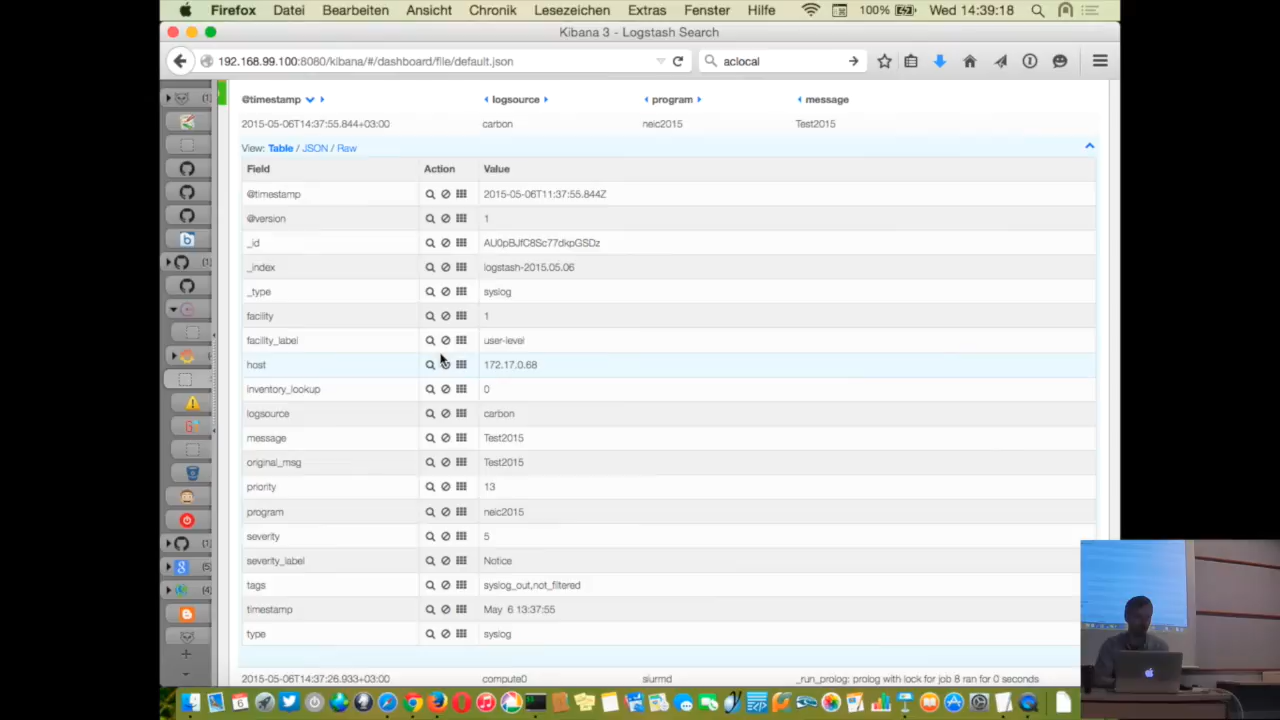 Firefox Datei Bearbeiten Ansicht Chronik Lesezeichen Extras Fenster Hilfe 100% Wed 14:39:18
Kibana 3 - Logstash Search
192.168.99.100:8080/kibana/#/dashboard/file/default.json aclocal
@timestamp logsource program message
2015-05-06T14:37:55.844+03:00 carbon neic2015 Test2015
View: Table / JSON / Raw
Field Action Value
@timestamp 2015-05-06T11:37:55.844Z
@version 1
_id AU0pBJfC8Sc77dkpGSDz
_index logstash-2015.05.06
_type syslog
facility 1
facility_label user-level
host 172.17.0.68
inventory_lookup 0
logsource carbon
message Test2015
original_msg Test2015
priority 13
program neic2015
severity 5
severity_label Notice
tags syslog_out,not_filtered
timestamp May 6 13:37:55
type syslog
2015-05-06T14:37:26.933+03:00 compute0 slurmd _run_prolog: prolog with lock for job 8 ran for 0 seconds